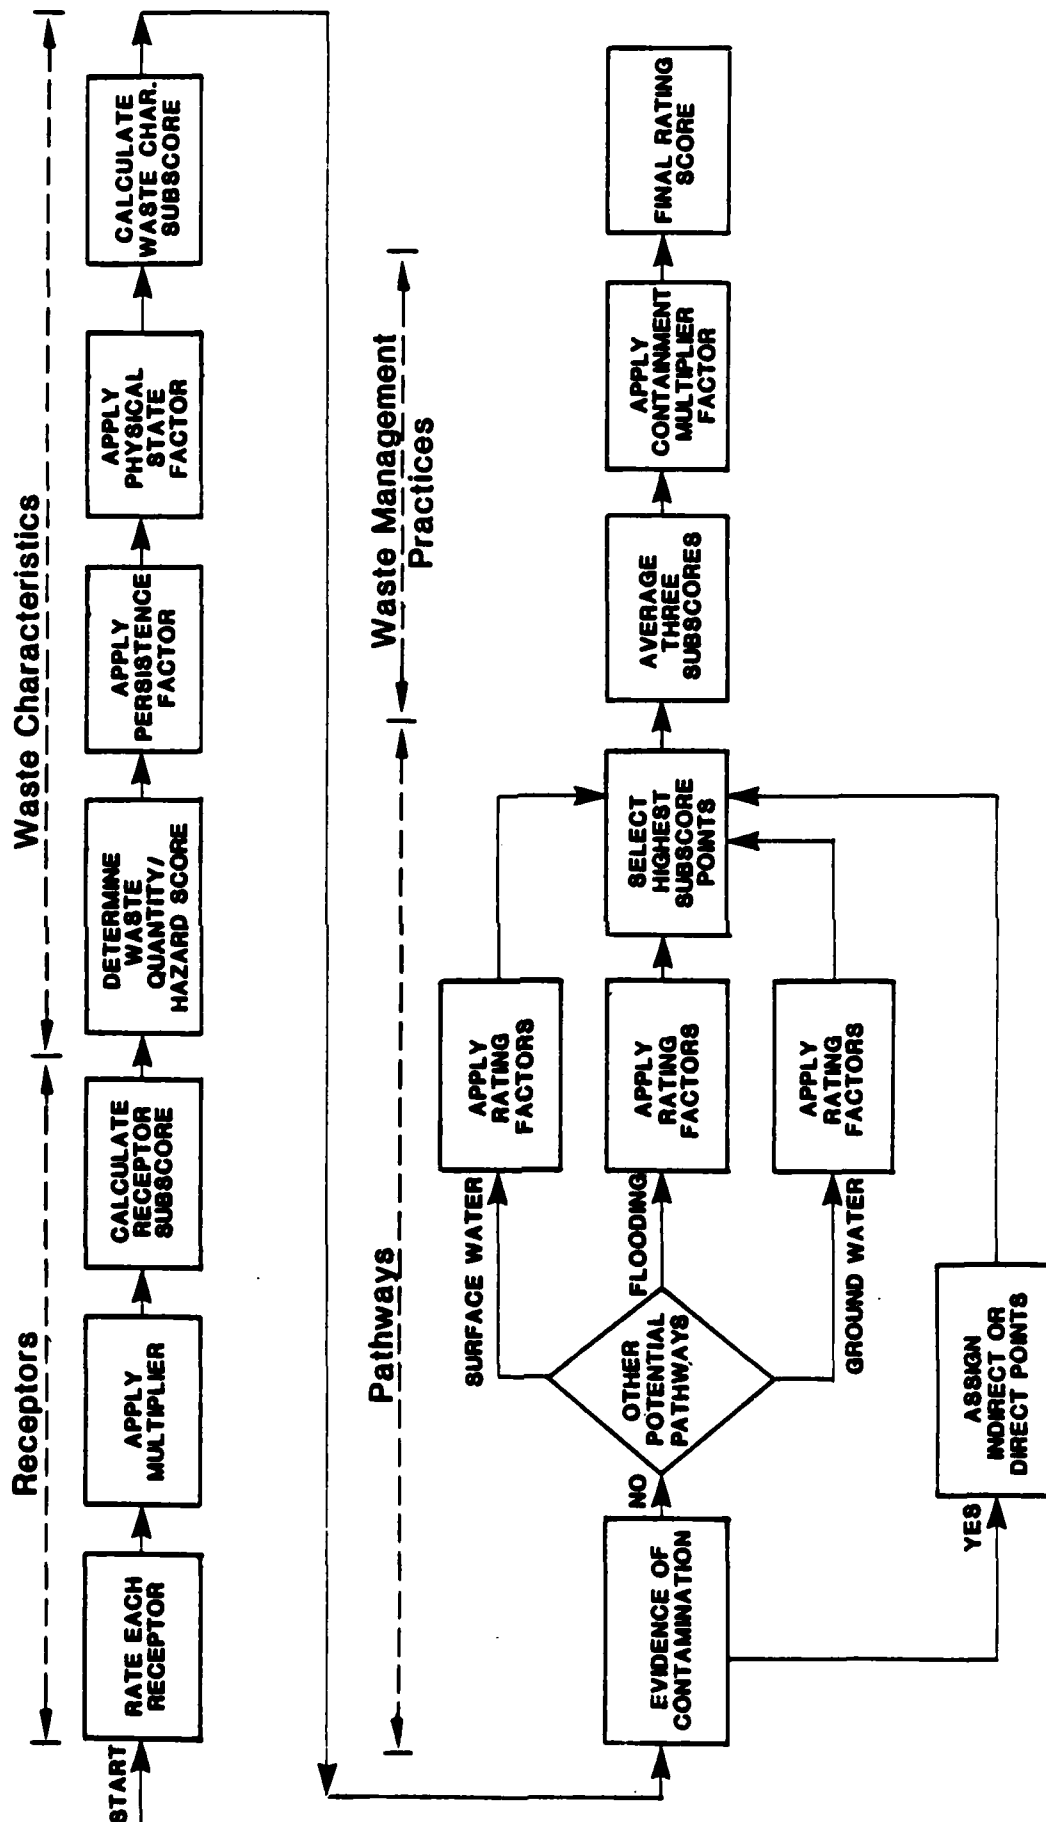 Receptors
Waste Characteristics
START
RATE EACH
RECEPTOR
APPLY
MULTIPLIER
CALCULATE
RECEPTOR
SUBSCORE
DETERMINE
WASTE
QUANTITY/
HAZARD SCORE
APPLY
PERSISTENCE
FACTOR
APPLY
PHYSICAL
STATE
FACTOR
CALCULATE
WASTE CHAR.
SUBSCORE
Pathways
Waste Management
Practices
EVIDENCE OF
CONTAMINATION
NO
YES
OTHER
POTENTIAL
PATHWAYS
SURFACE WATER
FLOODING
GROUND WATER
APPLY
RATING
FACTORS
APPLY
RATING
FACTORS
APPLY
RATING
FACTORS
ASSIGN
INDIRECT OR
DIRECT POINTS
SELECT
HIGHEST
SUBSCORE
POINTS
AVERAGE
THREE
SUBSCORES
APPLY
CONTAINMENT
MULTIPLIER
FACTOR
FINAL RATING
SCORE